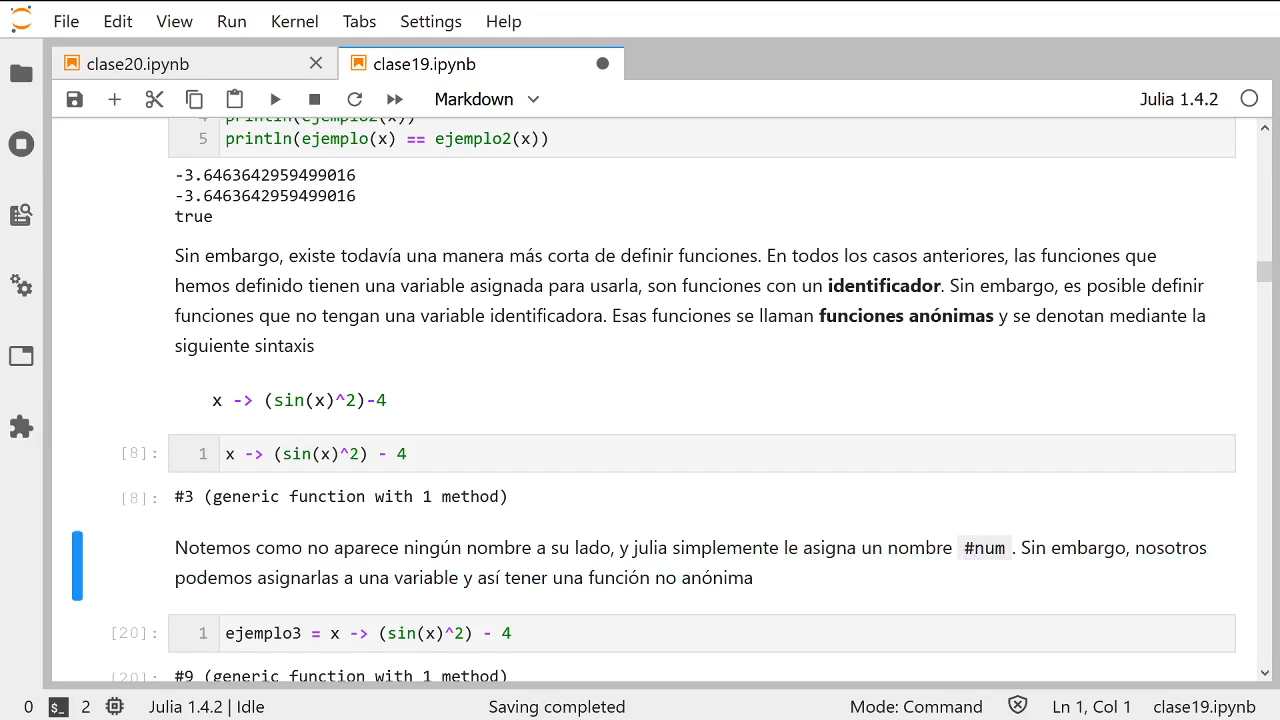 File Edit View Run Kernel Tabs Settings Help
clase20.ipynb clase19.ipynb
Markdown Julia 1.4.2
4 println(ejemplo2(x))
5 println(ejemplo(x) == ejemplo2(x))
-3.6463642959499016
-3.6463642959499016
true
Sin embargo, existe todavía una manera más corta de definir funciones. En todos los casos anteriores, las funciones que
hemos definido tienen una variable asignada para usarla, son funciones con un identificador. Sin embargo, es posible definir
funciones que no tengan una variable identificadora. Esas funciones se llaman funciones anónimas y se denotan mediante la
siguiente sintaxis
x -> (sin(x)^2)-4
[8]: 1 x -> (sin(x)^2) - 4
[8]: #3 (generic function with 1 method)
Notemos como no aparece ningún nombre a su lado, y julia simplemente le asigna un nombre #num. Sin embargo, nosotros
podemos asignarlas a una variable y así tener una función no anónima
[20]: 1 ejemplo3 = x -> (sin(x)^2) - 4
[20]: #9 (generic function with 1 method)
0 $_ 2 Julia 1.4.2 | Idle Saving completed Mode: Command Ln 1, Col 1 clase19.ipynb